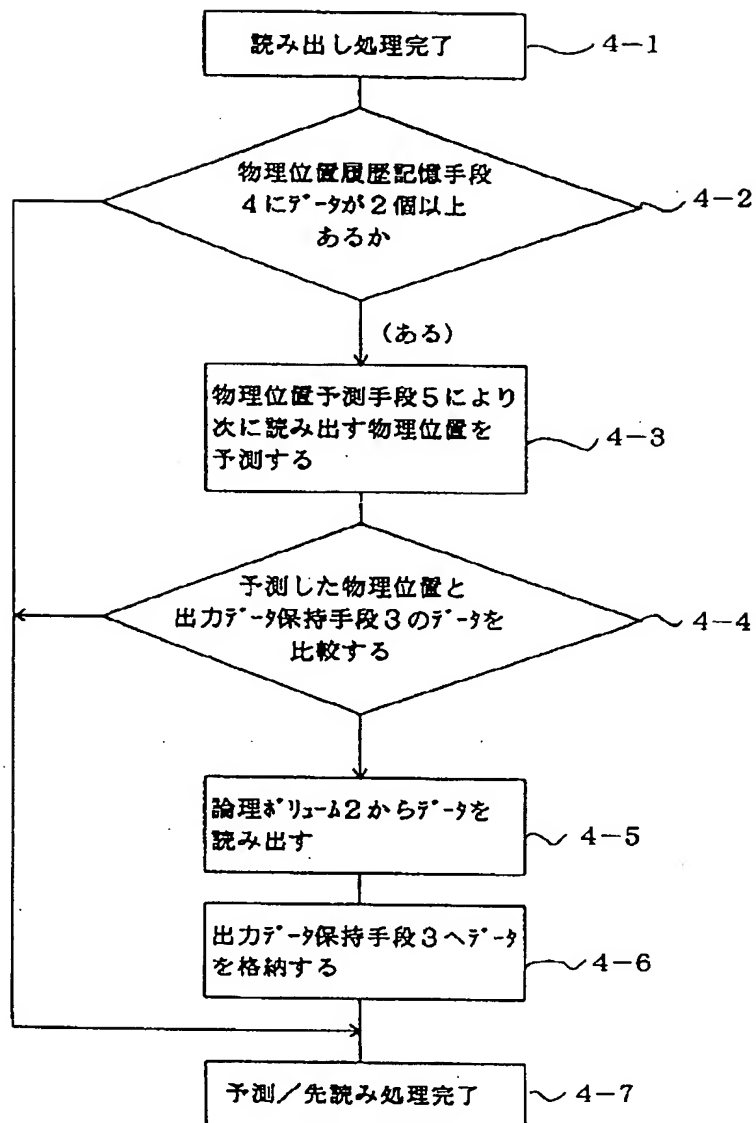 読み出し処理完了
4-1
物理位置履歴記憶手段
4にﾃﾞｰﾀが2個以上
あるか
4-2
(ある)
物理位置予測手段5により
次に読み出す物理位置を
予測する
4-3
予測した物理位置と
出力ﾃﾞｰﾀ保持手段3のﾃﾞｰﾀを
比較する
4-4
論理ﾎﾞﾘｭｰﾑ2からﾃﾞｰﾀを
読み出す
4-5
出力ﾃﾞｰﾀ保持手段3へﾃﾞｰﾀ
を格納する
4-6
予測/先読み処理完了
4-7